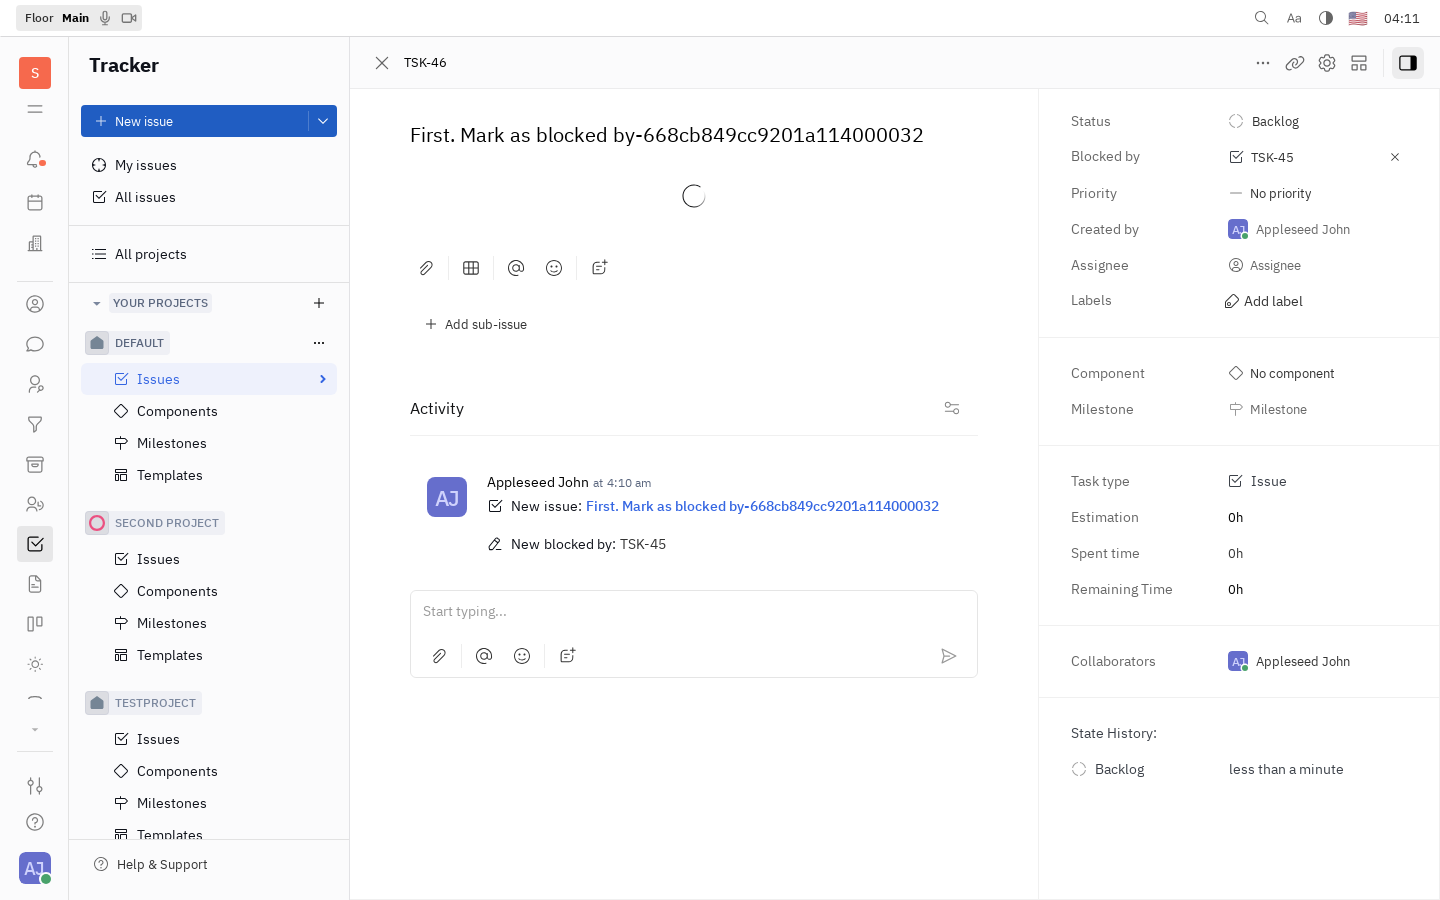 Floor Main
Aa
04:11
S
Tracker
New issue
My issues
All issues
All projects
YOUR PROJECTS
DEFAULT
Issues
Components
Milestones
Templates
SECOND PROJECT
Issues
Components
Milestones
Templates
TESTPROJECT
Issues
Components
Milestones
Templates
Help & Support
AJ
TSK-46
First. Mark as blocked by-668cb849cc9201a114000032
Add sub-issue
Activity
AJ
Appleseed John at 4:10 am
New issue: First. Mark as blocked by-668cb849cc9201a114000032
New blocked by: TSK-45
Start typing...
Status Backlog
Blocked by TSK-45
Priority No priority
Created by AJ Appleseed John
Assignee Assignee
Labels Add label
Component No component
Milestone Milestone
Task type Issue
Estimation 0h
Spent time 0h
Remaining Time 0h
Collaborators AJ Appleseed John
State History:
Backlog less than a minute